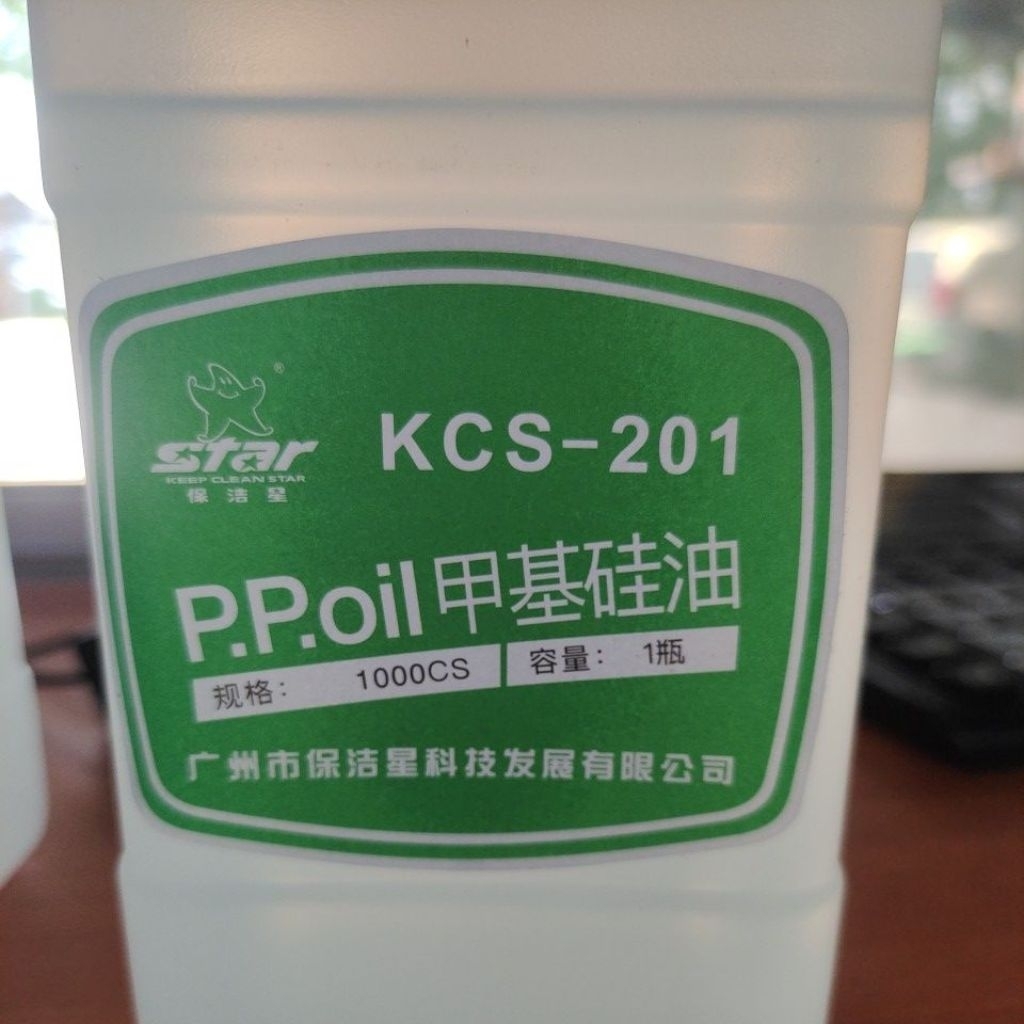 ®
star
KEEP CLEAN STAR
保洁星
KCS-201
P.P.oil 甲基硅油
规格: 1000CS 容量: 1瓶
广州市保洁星科技发展有限公司